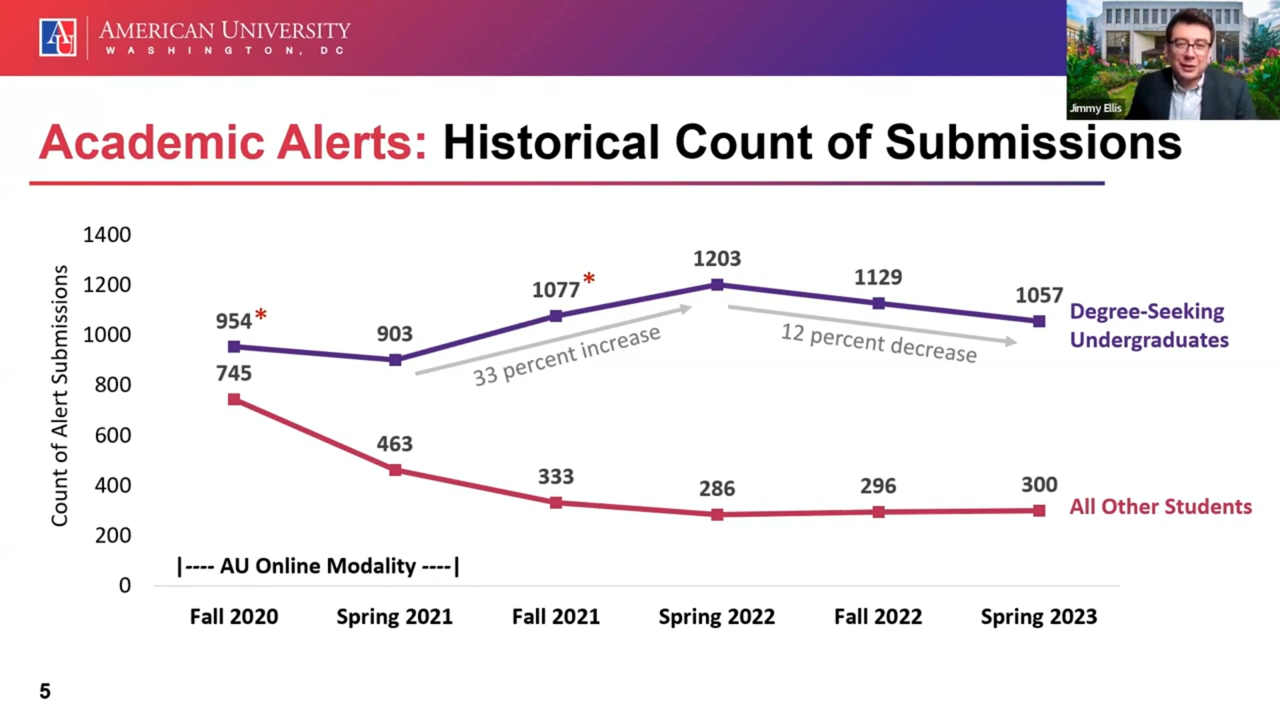 AU AMERICAN UNIVERSITY
WASHINGTON, DC
Jimmy Ellis
Academic Alerts: Historical Count of Submissions
Count of Alert Submissions
1400
1200
1000
800
600
400
200
0
954*
903
1077*
1203
1129
1057
33 percent increase
12 percent decrease
Degree-Seeking
Undergraduates
745
463
333
286
296
300
All Other Students
|---- AU Online Modality ----|
Fall 2020 Spring 2021 Fall 2021 Spring 2022 Fall 2022 Spring 2023
5